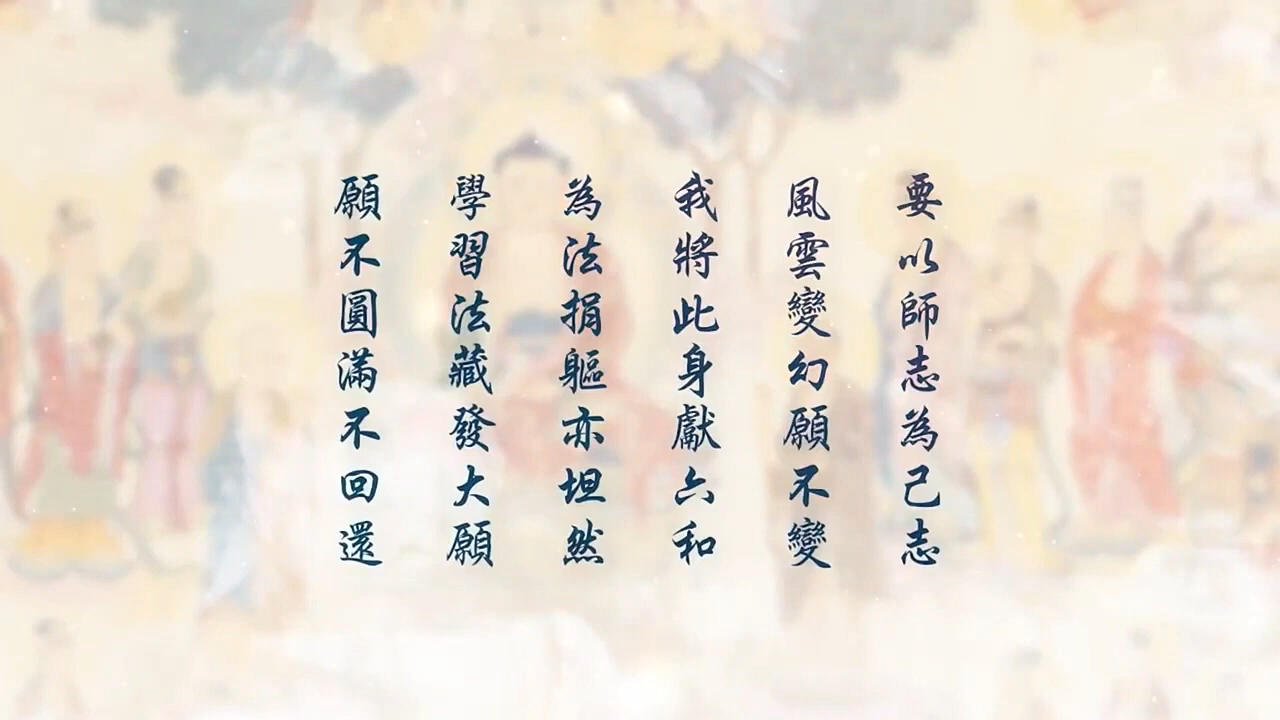 要以師志為己志
風雲變幻願不變
我將此身獻六和
為法捐軀亦坦然
學習法藏發大願
願不圓滿不回還